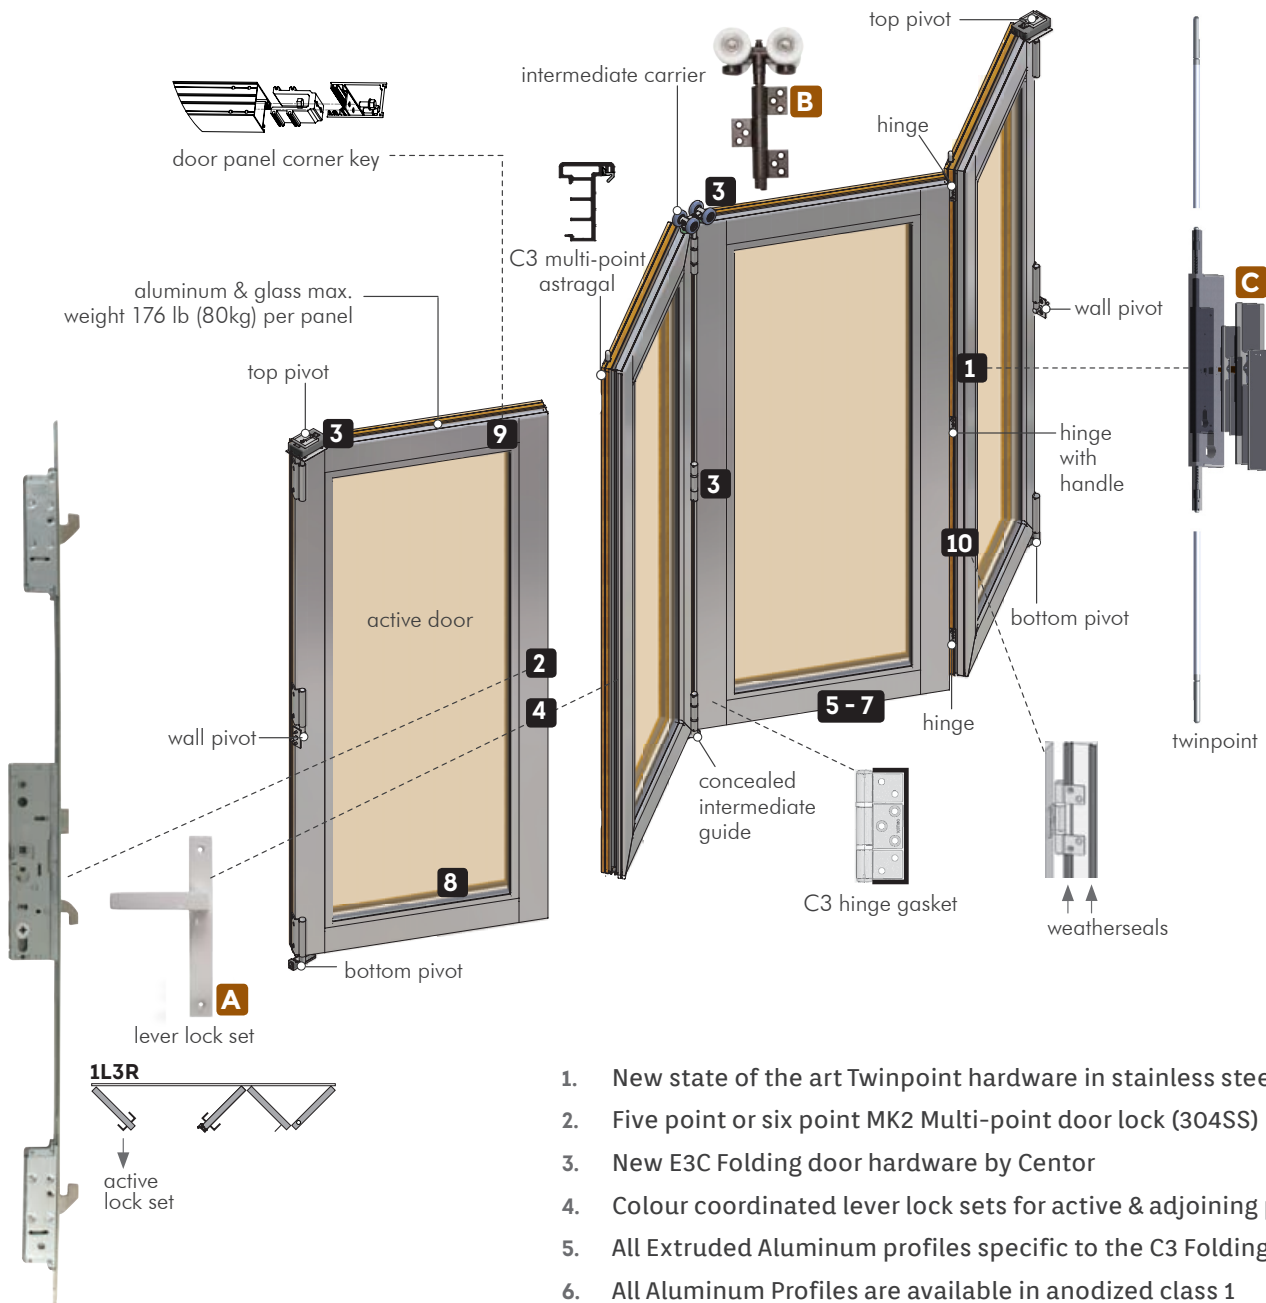 top pivot
intermediate carrier
B
hinge
door panel corner key
3
C3 multi-point
astragal
aluminum & glass max.
weight 176 lb (80kg) per panel
C
wall pivot
top pivot
1
3
9
hinge
with
handle
3
10
active door
bottom pivot
2
4
5 - 7
wall pivot
hinge
twinpoint
concealed
intermediate
guide
8
C3 hinge gasket
weatherseals
bottom pivot
A
lever lock set
1L3R
active
lock set
1. New state of the art Twinpoint hardware in stainless stee
2. Five point or six point MK2 Multi-point door lock (304SS)
3. New E3C Folding door hardware by Centor
4. Colour coordinated lever lock sets for active & adjoining
5. All Extruded Aluminum profiles specific to the C3 Folding
6. All Aluminum Profiles are available in anodized class 1